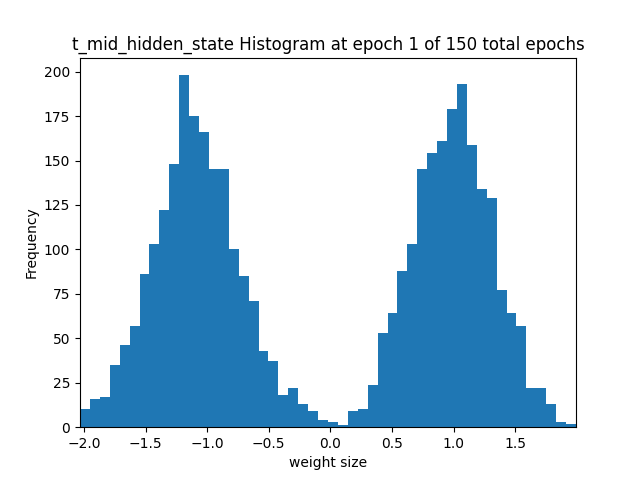 t_mid_hidden_state Histogram at epoch 1 of 150 total epochs
200
175
150
125
100
75
50
25
0
Frequency
−2.0 −1.5 −1.0 −0.5 0.0 0.5 1.0 1.5
weight size